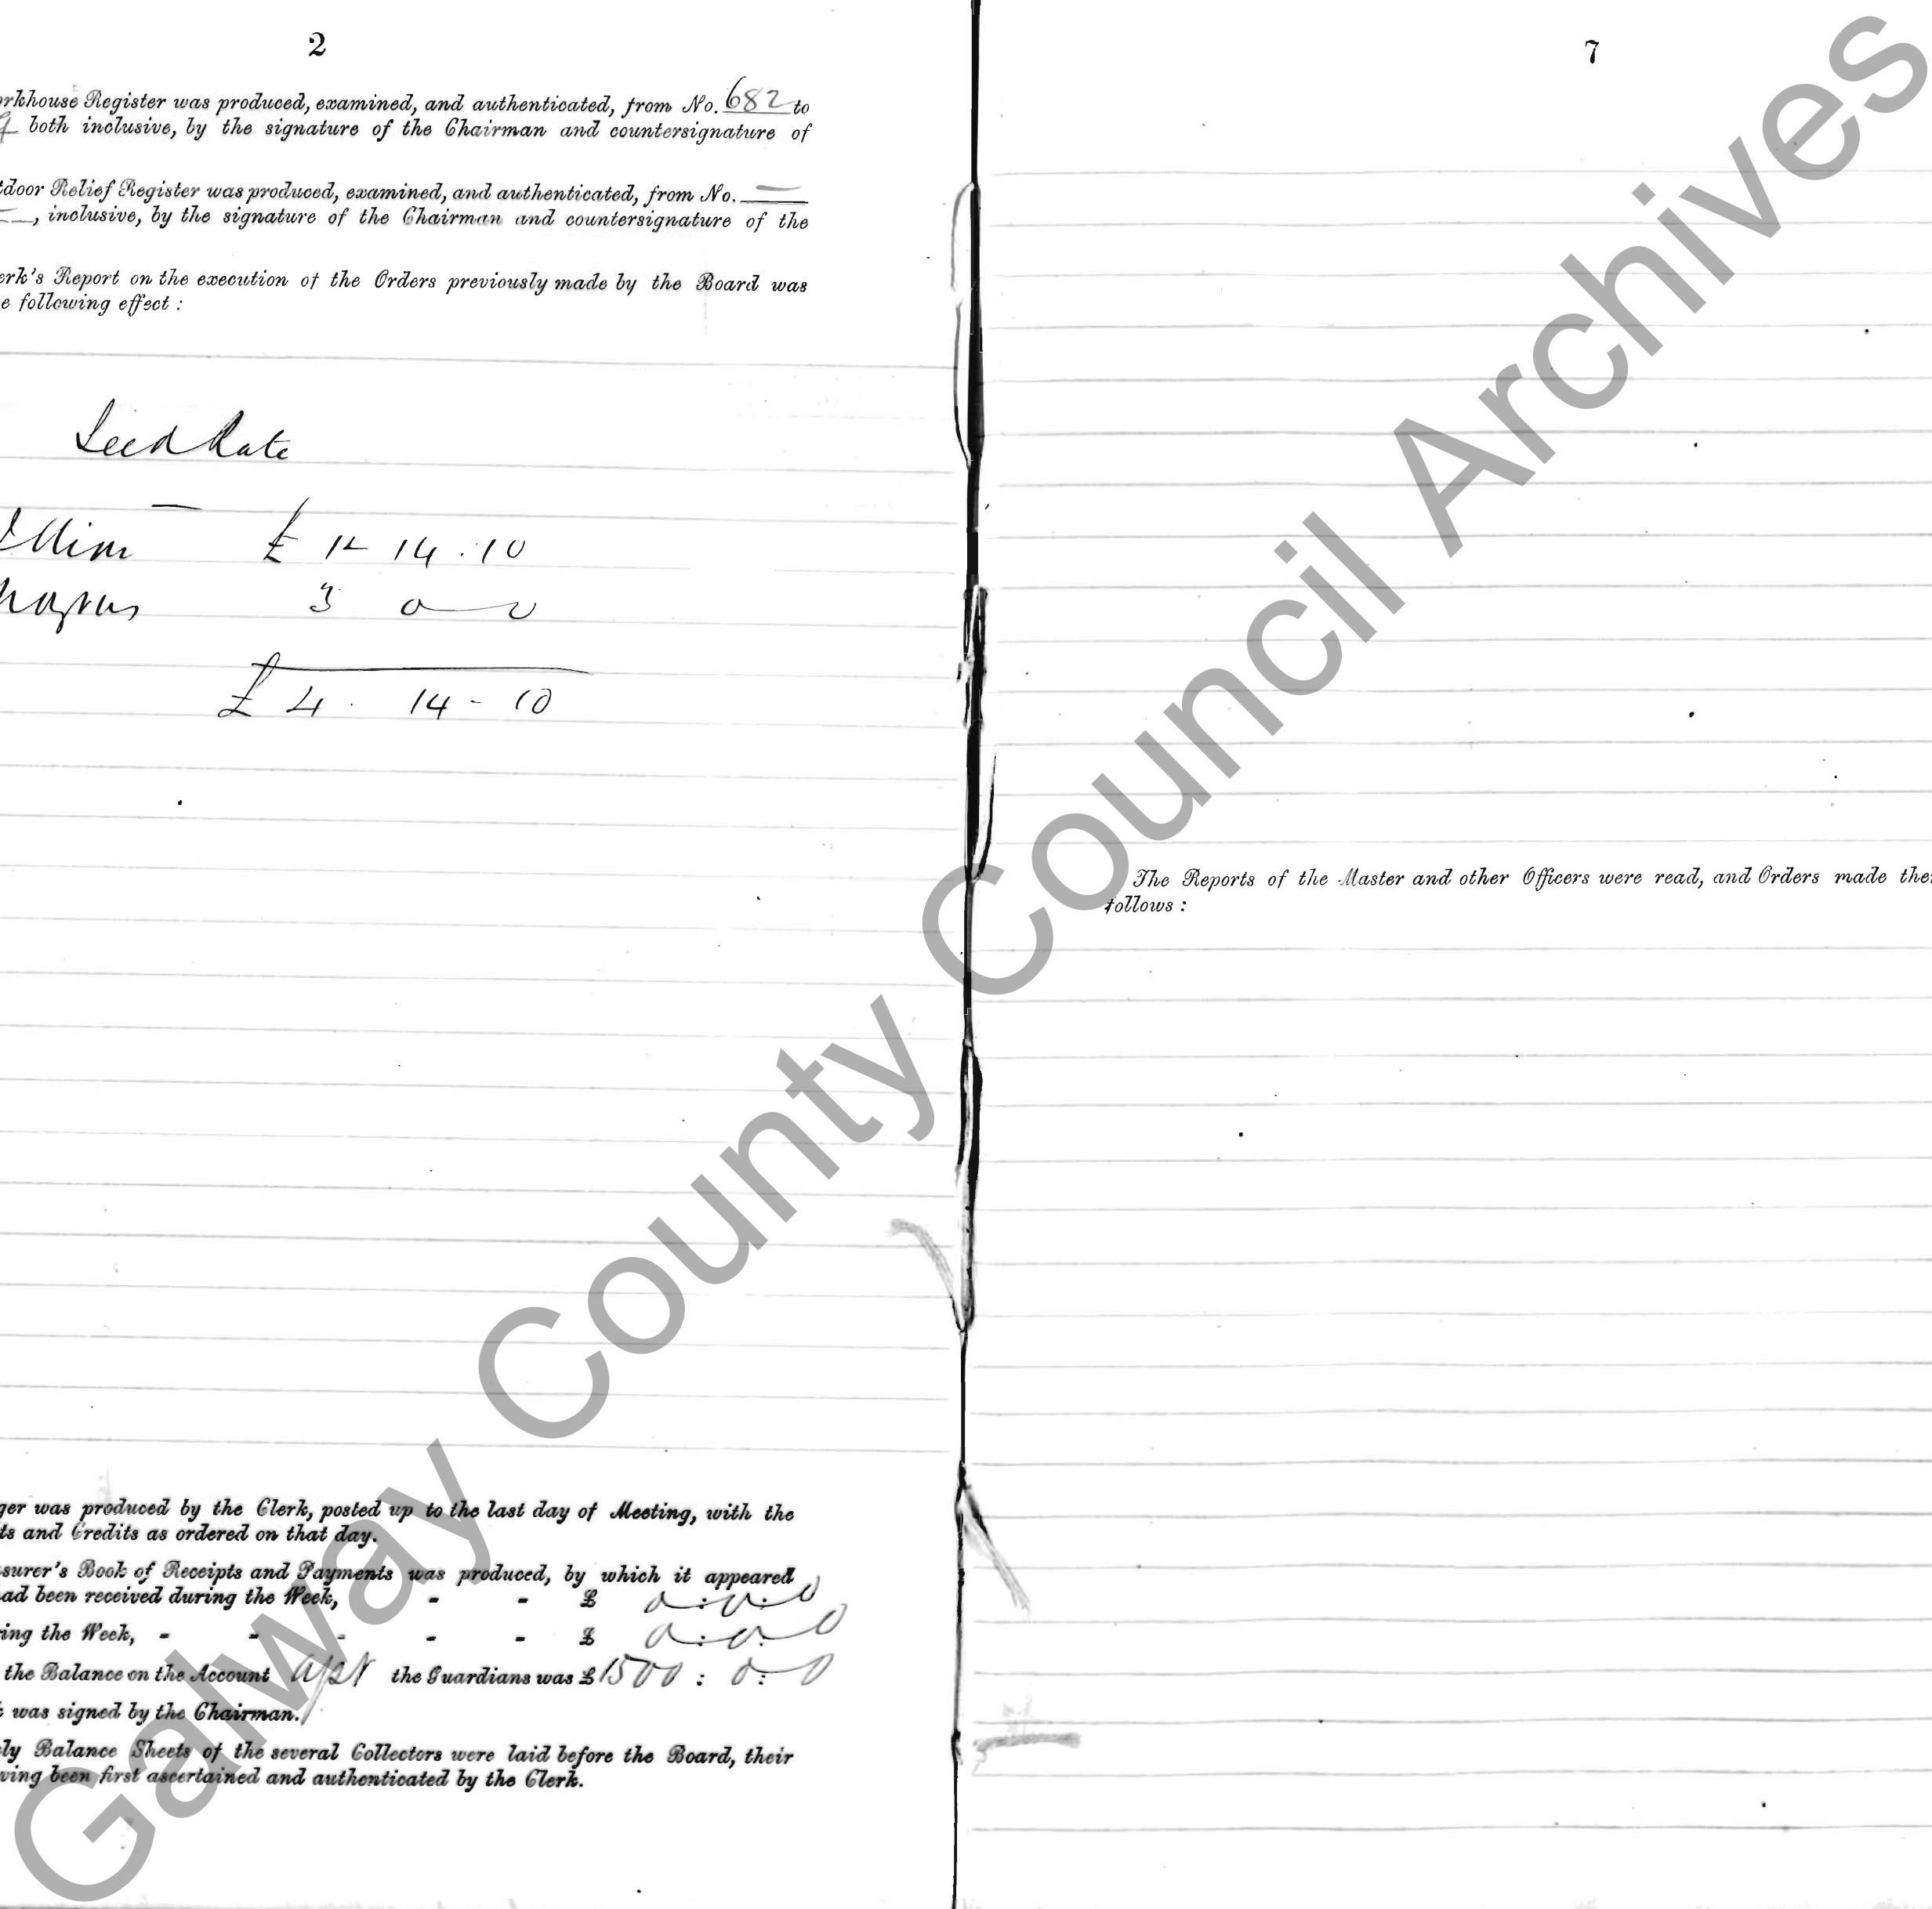 2
orkhouse Register was produced, examined, and authenticated, from No. 682 to
both inclusive, by the signature of the Chairman and countersignature of
tdoor Relief Register was produced, examined, and authenticated, from No. —
—, inclusive, by the signature of the Chairman and countersignature of the
erk's Report on the execution of the Orders previously made by the Board was
e following effect :
Seed Rate
£ 14 . 10
3 0 — 0
£ 4 . 14 - 10
ger was produced by the Clerk, posted up to the last day of Meeting, with the
ts and Credits as ordered on that day.
surer's Book of Receipts and Payments was produced, by which it appeared
ad been received during the Week, - - £ 0 : 0 : 0
ring the Week, - - - - - £ 0 : 0 : 0
the Balance on the Account agst the Guardians was £1500 : 0 : 0
was signed by the Chairman.
ly Balance Sheets of the several Collectors were laid before the Board, their
ving been first ascertained and authenticated by the Clerk.
7
The Reports of the Master and other Officers were read, and Orders made the
follows :
Galway County Council Archives